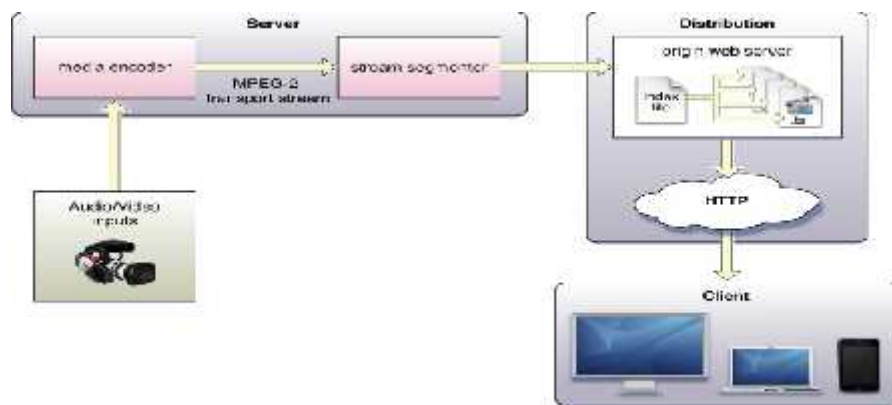 Server
media encoder
MPEG-2
transport stream
stream segmenter
Distribution
origin web server
index
file
HTTP
Audio/Video
inputs
Client